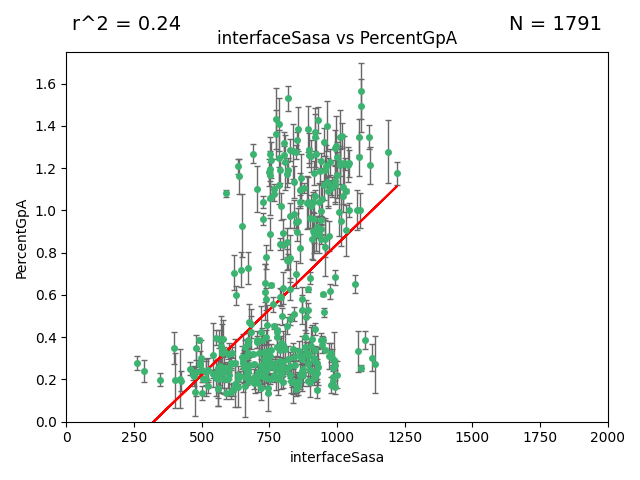 r^2 = 0.24
N = 1791
interfaceSasa vs PercentGpA
PercentGpA
1.6
1.4
1.2
1.0
0.8
0.6
0.4
0.2
0.0
0 250 500 750 1000 1250 1500 1750 2000
interfaceSasa